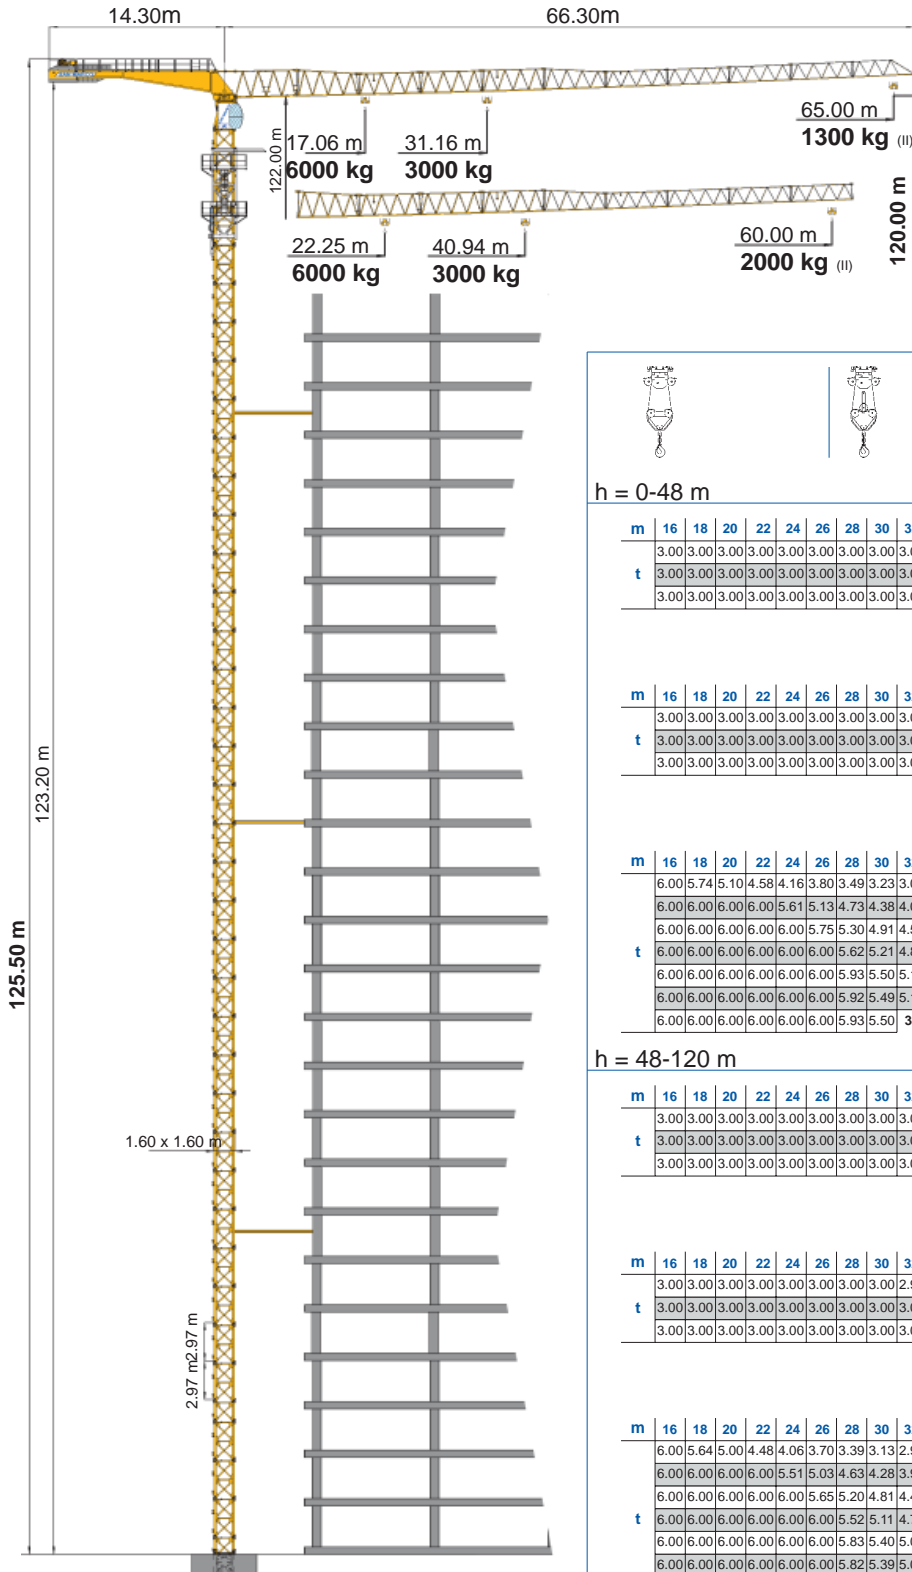 14.30m 66.30m
65.00 m
1300 kg (II)
17.06 m 31.16 m
6000 kg 3000 kg
122.00 m
120.00 m
22.25 m 40.94 m 60.00 m
6000 kg 3000 kg 2000 kg (II)
h = 0-48 m
m 16 18 20 22 24 26 28 30
3.00 3.00 3.00 3.00 3.00 3.00 3.00 3.00
t 3.00 3.00 3.00 3.00 3.00 3.00 3.00 3.00
3.00 3.00 3.00 3.00 3.00 3.00 3.00 3.00
m 16 18 20 22 24 26 28 30
3.00 3.00 3.00 3.00 3.00 3.00 3.00 3.00
t 3.00 3.00 3.00 3.00 3.00 3.00 3.00 3.00
3.00 3.00 3.00 3.00 3.00 3.00 3.00 3.00
123.20 m
125.50 m
m 16 18 20 22 24 26 28 30
6.00 5.74 5.10 4.58 4.16 3.80 3.49 3.23
6.00 6.00 6.00 6.00 5.61 5.13 4.73 4.38
6.00 6.00 6.00 6.00 6.00 5.75 5.30 4.91
t 6.00 6.00 6.00 6.00 6.00 6.00 5.62 5.21
6.00 6.00 6.00 6.00 6.00 6.00 5.93 5.50
6.00 6.00 6.00 6.00 6.00 6.00 5.92 5.49
6.00 6.00 6.00 6.00 6.00 6.00 5.93 5.50
h = 48-120 m
m 16 18 20 22 24 26 28 30
3.00 3.00 3.00 3.00 3.00 3.00 3.00 3.00
t 3.00 3.00 3.00 3.00 3.00 3.00 3.00 3.00
3.00 3.00 3.00 3.00 3.00 3.00 3.00 3.00
1.60 x 1.60 m
m 16 18 20 22 24 26 28 30
3.00 3.00 3.00 3.00 3.00 3.00 3.00 3.00
t 3.00 3.00 3.00 3.00 3.00 3.00 3.00 3.00
3.00 3.00 3.00 3.00 3.00 3.00 3.00 3.00
2.97 m
2.97 m
m 16 18 20 22 24 26 28 30
6.00 5.64 5.00 4.48 4.06 3.70 3.39 3.13
6.00 6.00 6.00 6.00 5.51 5.03 4.63 4.28
6.00 6.00 6.00 6.00 6.00 5.65 5.20 4.81
t 6.00 6.00 6.00 6.00 6.00 6.00 5.52 5.11
6.00 6.00 6.00 6.00 6.00 6.00 5.83 5.40
6.00 6.00 6.00 6.00 6.00 6.00 5.82 5.39